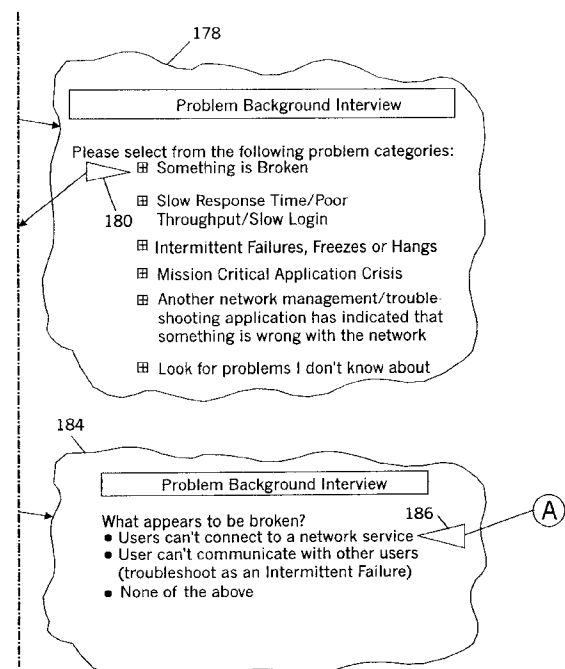 178
Problem Background Interview
Please select from the following problem categories:
⊞ Something is Broken
180
⊞ Slow Response Time/Poor
Throughput/Slow Login
⊞ Intermittent Failures, Freezes or Hangs
⊞ Mission Critical Application Crisis
⊞ Another network management/trouble-
shooting application has indicated that
something is wrong with the network
⊞ Look for problems I don't know about
184
Problem Background Interview
What appears to be broken?
186
A
• Users can't connect to a network service
• User can't communicate with other users
(troubleshoot as an Intermittent Failure)
• None of the above